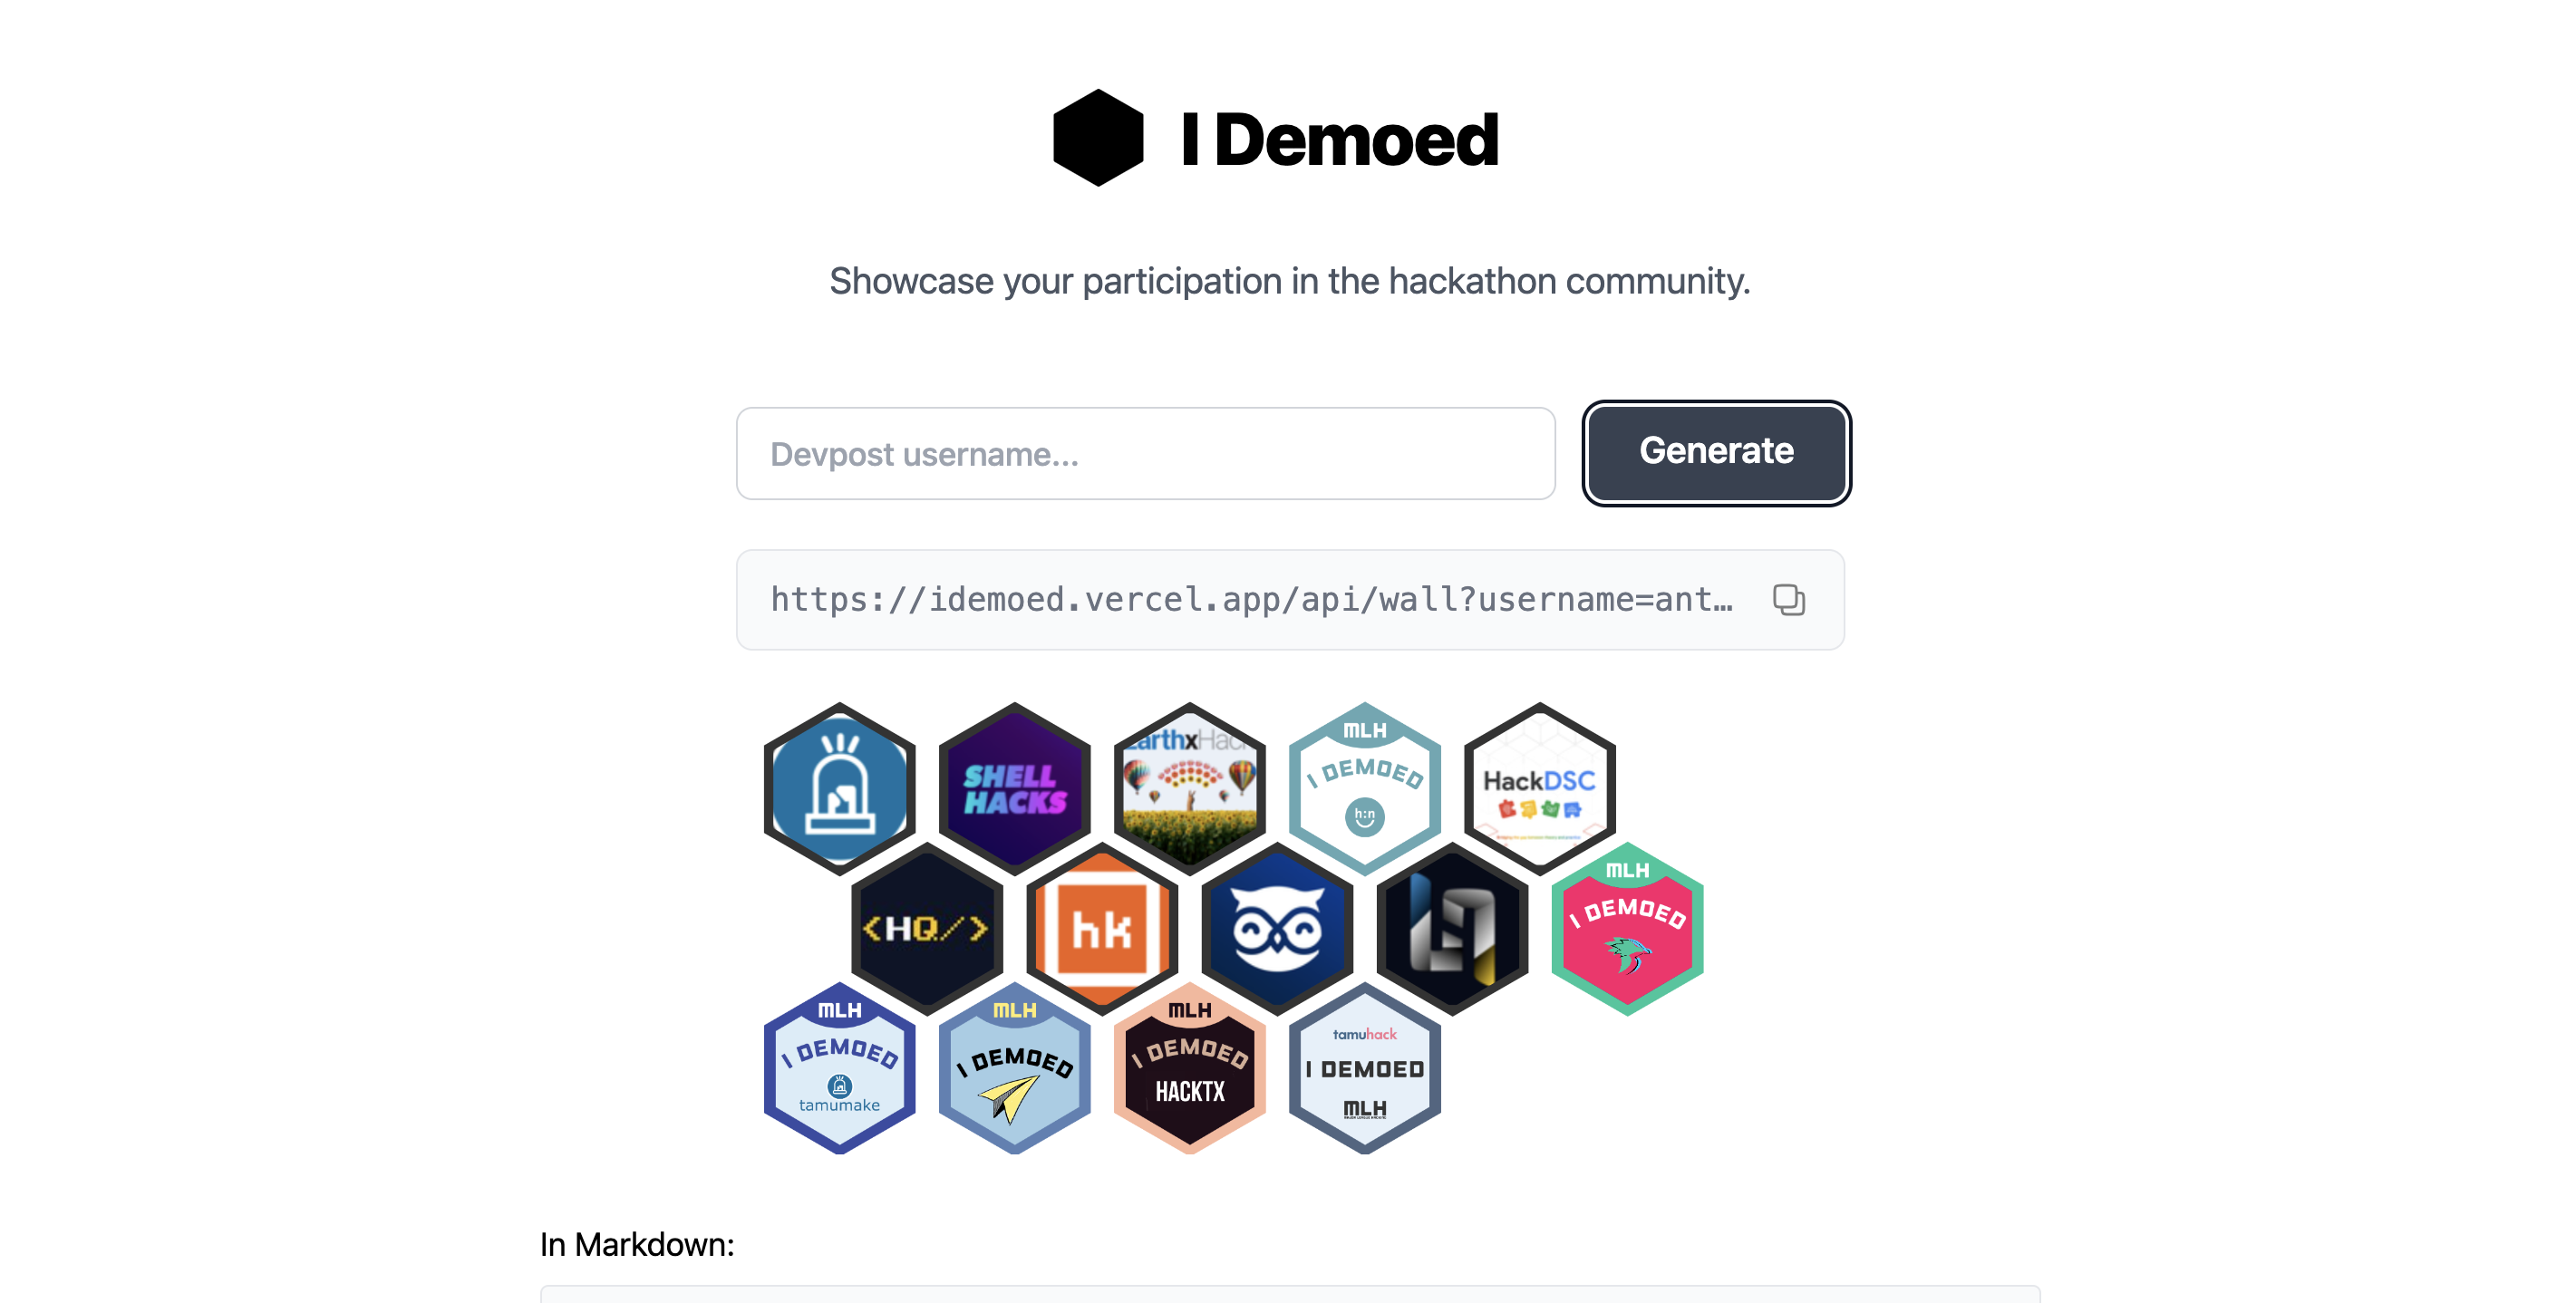 I Demoed
Showcase your participation in the hackathon community.
Devpost username...
Generate
https://idemoed.vercel.app/api/wall?username=ant…
SHELL
HACKS
arthxHac
MLH
I DEMOED
h:n
HackDSC
<HQ/>
hk
MLH
I DEMOED
MLH
I DEMOED
tamumake
MLH
I DEMOED
MLH
I DEMOED
HACKTX
tamuhack
I DEMOED
MLH
In Markdown: